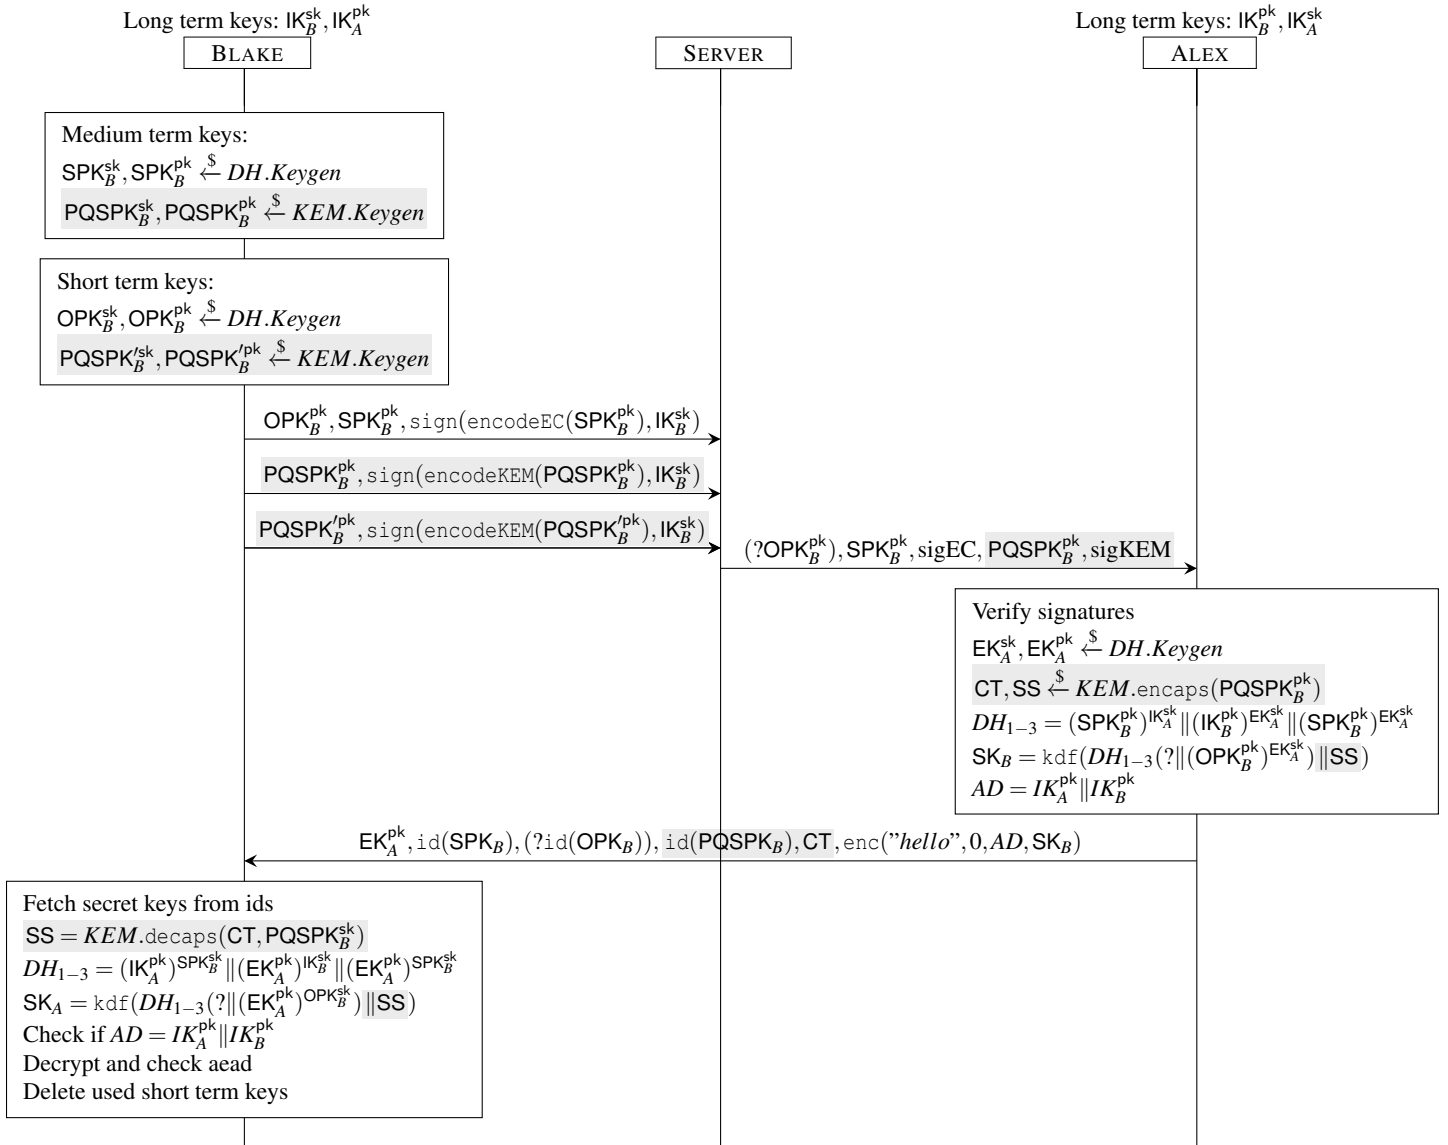 Long term keys: IK_B^sk, IK_A^pk
Long term keys: IK_B^pk, IK_A^sk
BLAKE
SERVER
ALEX
Medium term keys:
SPK_B^sk, SPK_B^pk ←$ DH.Keygen
PQSPK_B^sk, PQSPK_B^pk ←$ KEM.Keygen
Short term keys:
OPK_B^sk, OPK_B^pk ←$ DH.Keygen
PQSPK_B^′sk, PQSPK_B^′pk ←$ KEM.Keygen
OPK_B^pk, SPK_B^pk, sign(encodeEC(SPK_B^pk), IK_B^sk)
PQSPK_B^pk, sign(encodeKEM(PQSPK_B^pk), IK_B^sk)
PQSPK_B^′pk, sign(encodeKEM(PQSPK_B^′pk), IK_B^sk)
(?OPK_B^pk), SPK_B^pk, sigEC, PQSPK_B^pk, sigKEM
Verify signatures
EK_A^sk, EK_A^pk ←$ DH.Keygen
CT, SS ←$ KEM.encaps(PQSPK_B^pk)
DH_1−3 = (SPK_B^pk)^IK_A^sk ∥(IK_B^pk)^EK_A^sk ∥(SPK_B^pk)^EK_A^sk
SK_B = kdf(DH_1−3(?∥(OPK_B^pk)^EK_A^sk) ∥SS)
AD = IK_A^pk∥IK_B^pk
EK_A^pk, id(SPK_B), (?id(OPK_B)), id(PQSPK_B), CT, enc("hello", 0, AD, SK_B)
Fetch secret keys from ids
SS = KEM.decaps(CT, PQSPK_B^sk)
DH_1−3 = (IK_A^pk)^SPK_B^sk ∥(EK_A^pk)^IK_B^sk ∥(EK_A^pk)^SPK_B^sk
SK_A = kdf(DH_1−3(?∥(EK_A^pk)^OPK_B^sk) ∥SS)
Check if AD = IK_A^pk∥IK_B^pk
Decrypt and check aead
Delete used short term keys